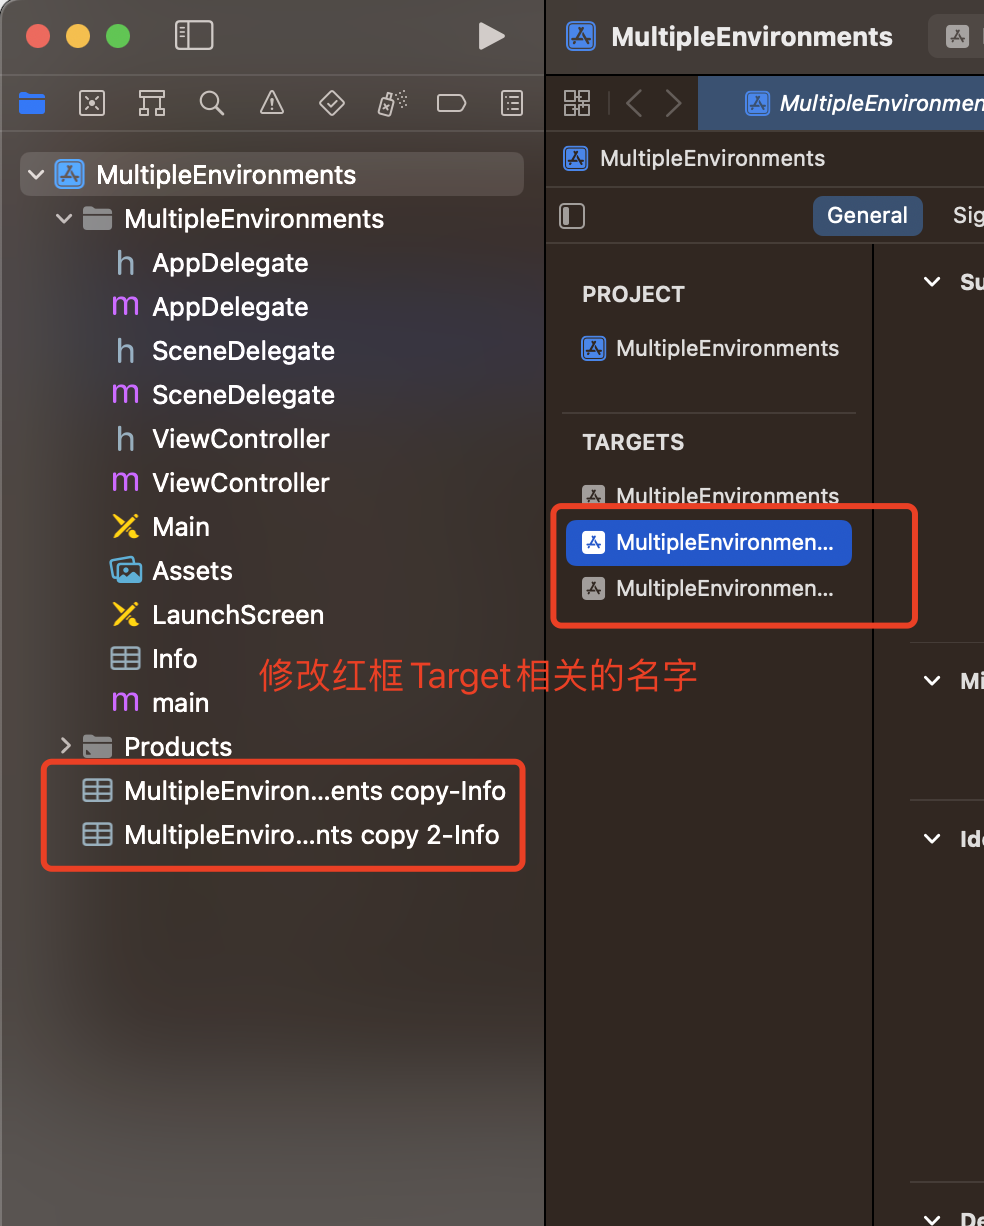 MultipleEnvironments
MultipleEnvironments
MultipleEnvironments
h AppDelegate
m AppDelegate
h SceneDelegate
m SceneDelegate
h ViewController
m ViewController
Main
Assets
LaunchScreen
Info
m main
Products
MultipleEnviron...ents copy-Info
MultipleEnviro...nts copy 2-Info
修改红框Target相关的名字
MultipleEnvironmen
MultipleEnvironments
General
Sig
PROJECT
MultipleEnvironments
TARGETS
MultipleEnvironments
MultipleEnvironmen...
MultipleEnvironmen...
Su
Mi
Ide
De